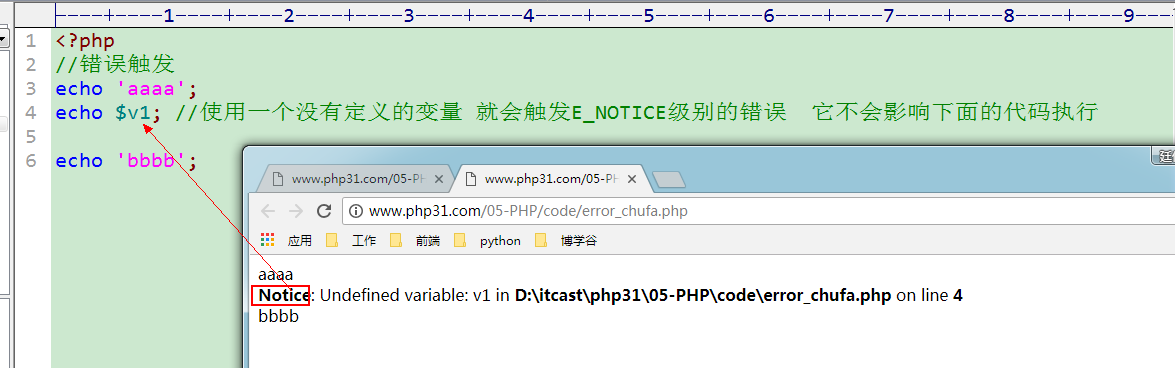 ----+----1----+----2----+----3----+----4----+----5----+----6----+----7----+----8----+----9----+-
1 <?php
2 //错误触发
3 echo 'aaaa';
4 echo $v1; //使用一个没有定义的变量 就会触发E_NOTICE级别的错误 它不会影响下面的代码执行
5
6 echo 'bbbb';
www.php31.com/05-PH × www.php31.com/05-PH ×
www.php31.com/05-PHP/code/error_chufa.php
应用 工作 前端 python 博学谷
aaaa
Notice: Undefined variable: v1 in D:\itcast\php31\05-PHP\code\error_chufa.php on line 4
bbbb